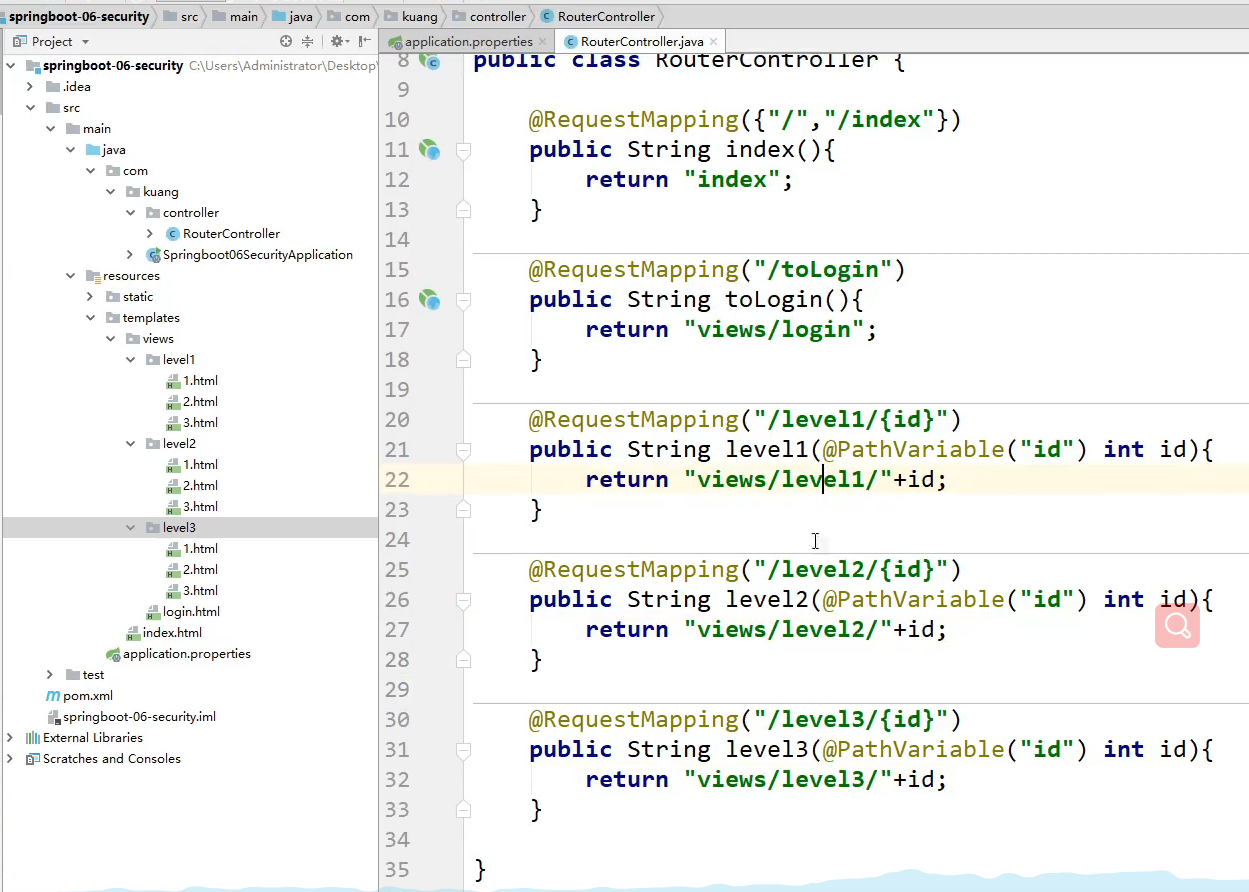 springboot-06-security src main java com kuang controller RouterController
Project
springboot-06-security C:\Users\Administrator\Desktop\
.idea
src
main
java
com
kuang
controller
RouterController
Springboot06SecurityApplication
resources
static
templates
views
level1
1.html
2.html
3.html
level2
1.html
2.html
3.html
level3
1.html
2.html
3.html
login.html
index.html
application.properties
test
pom.xml
springboot-06-security.iml
External Libraries
Scratches and Consoles
application.properties RouterController.java
8 public class RouterController {
9
10 @RequestMapping({"/","/index"})
11 public String index(){
12 return "index";
13 }
14
15 @RequestMapping("/toLogin")
16 public String toLogin(){
17 return "views/login";
18 }
19
20 @RequestMapping("/level1/{id}")
21 public String level1(@PathVariable("id") int id){
22 return "views/level1/"+id;
23 }
24
25 @RequestMapping("/level2/{id}")
26 public String level2(@PathVariable("id") int id){
27 return "views/level2/"+id;
28 }
29
30 @RequestMapping("/level3/{id}")
31 public String level3(@PathVariable("id") int id){
32 return "views/level3/"+id;
33 }
34
35 }